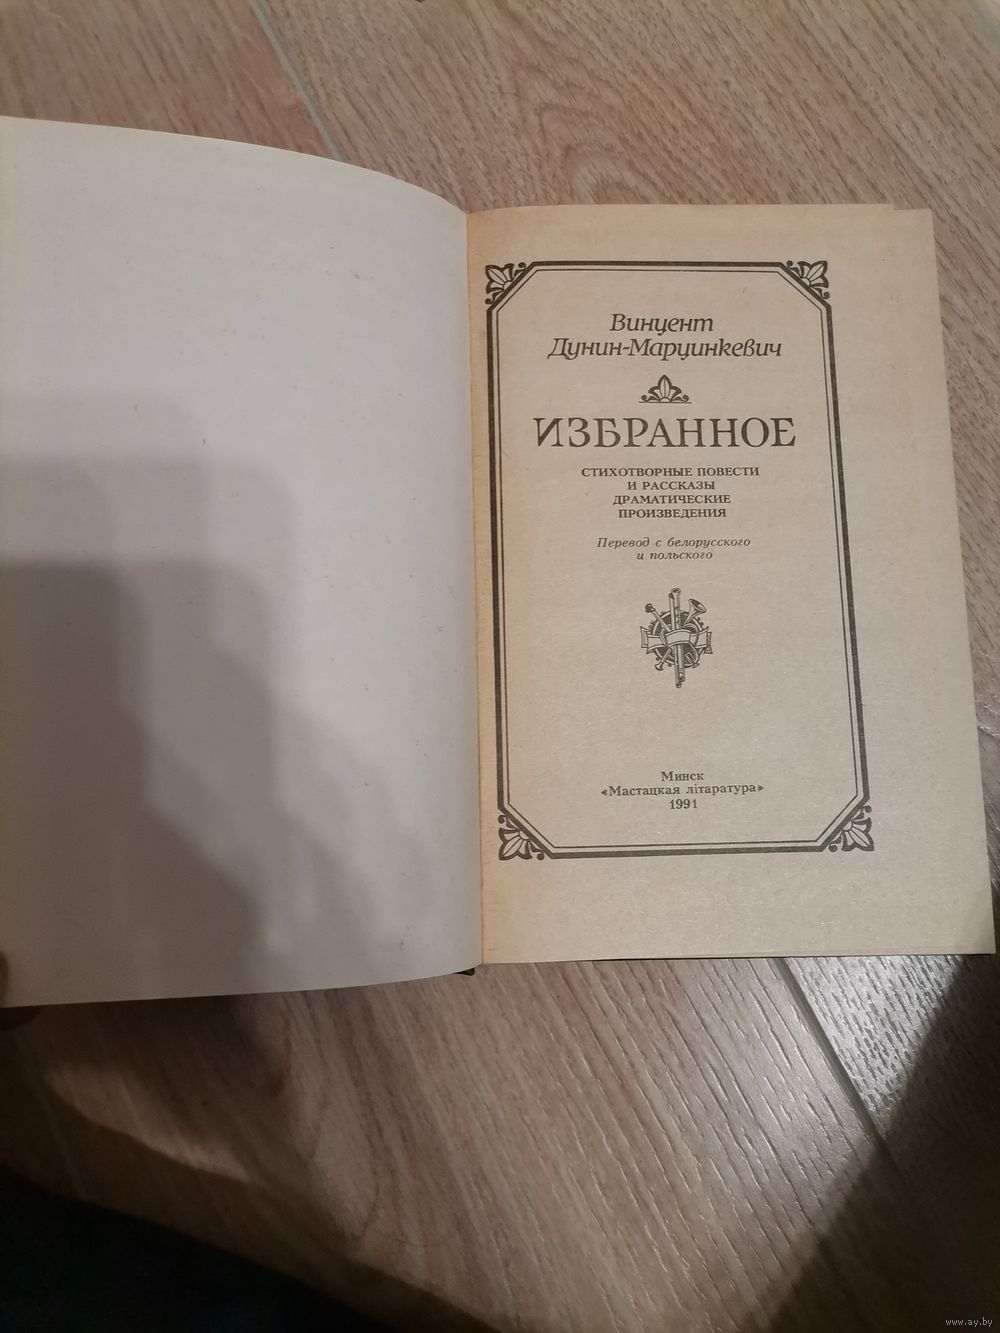 Винцент
Дунин-Марцинкевич
ИЗБРАННОЕ
СТИХОТВОРНЫЕ ПОВЕСТИ
И РАССКАЗЫ
ДРАМАТИЧЕСКИЕ
ПРОИЗВЕДЕНИЯ
Перевод с белорусского
и польского
Минск
«Мастацкая літаратура»
1991
www.ay.by